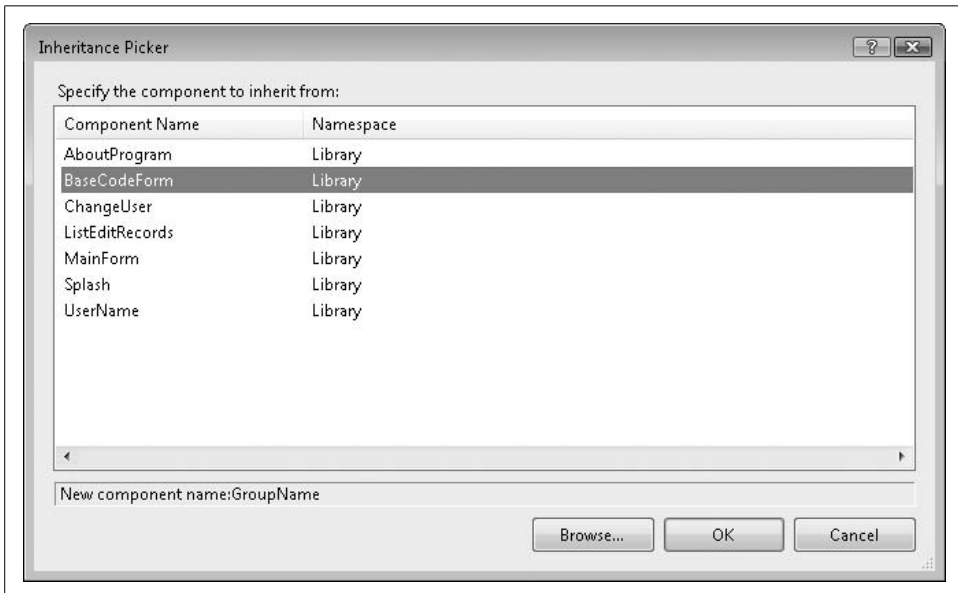 Inheritance Picker
Specify the component to inherit from:
Component Name Namespace
AboutProgram Library
BaseCodeForm Library
ChangeUser Library
ListEditRecords Library
MainForm Library
Splash Library
UserName Library
New component name:GroupName
Browse... OK Cancel